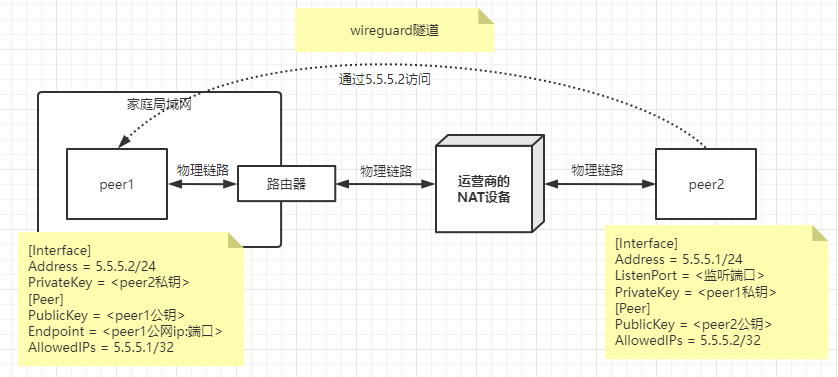 wireguard隧道
通过5.5.5.2访问
家庭局域网
peer1
物理链路
路由器
物理链路
运营商的
NAT设备
物理链路
peer2
[Interface]
Address = 5.5.5.2/24
PrivateKey = <peer2私钥>
[Peer]
PublicKey = <peer1公钥>
Endpoint = <peer1公网ip:端口>
AllowedIPs = 5.5.5.1/32
[Interface]
Address = 5.5.5.1/24
ListenPort = <监听端口>
PrivateKey = <peer1私钥>
[Peer]
PublicKey = <peer2公钥>
AllowedIPs = 5.5.5.2/32